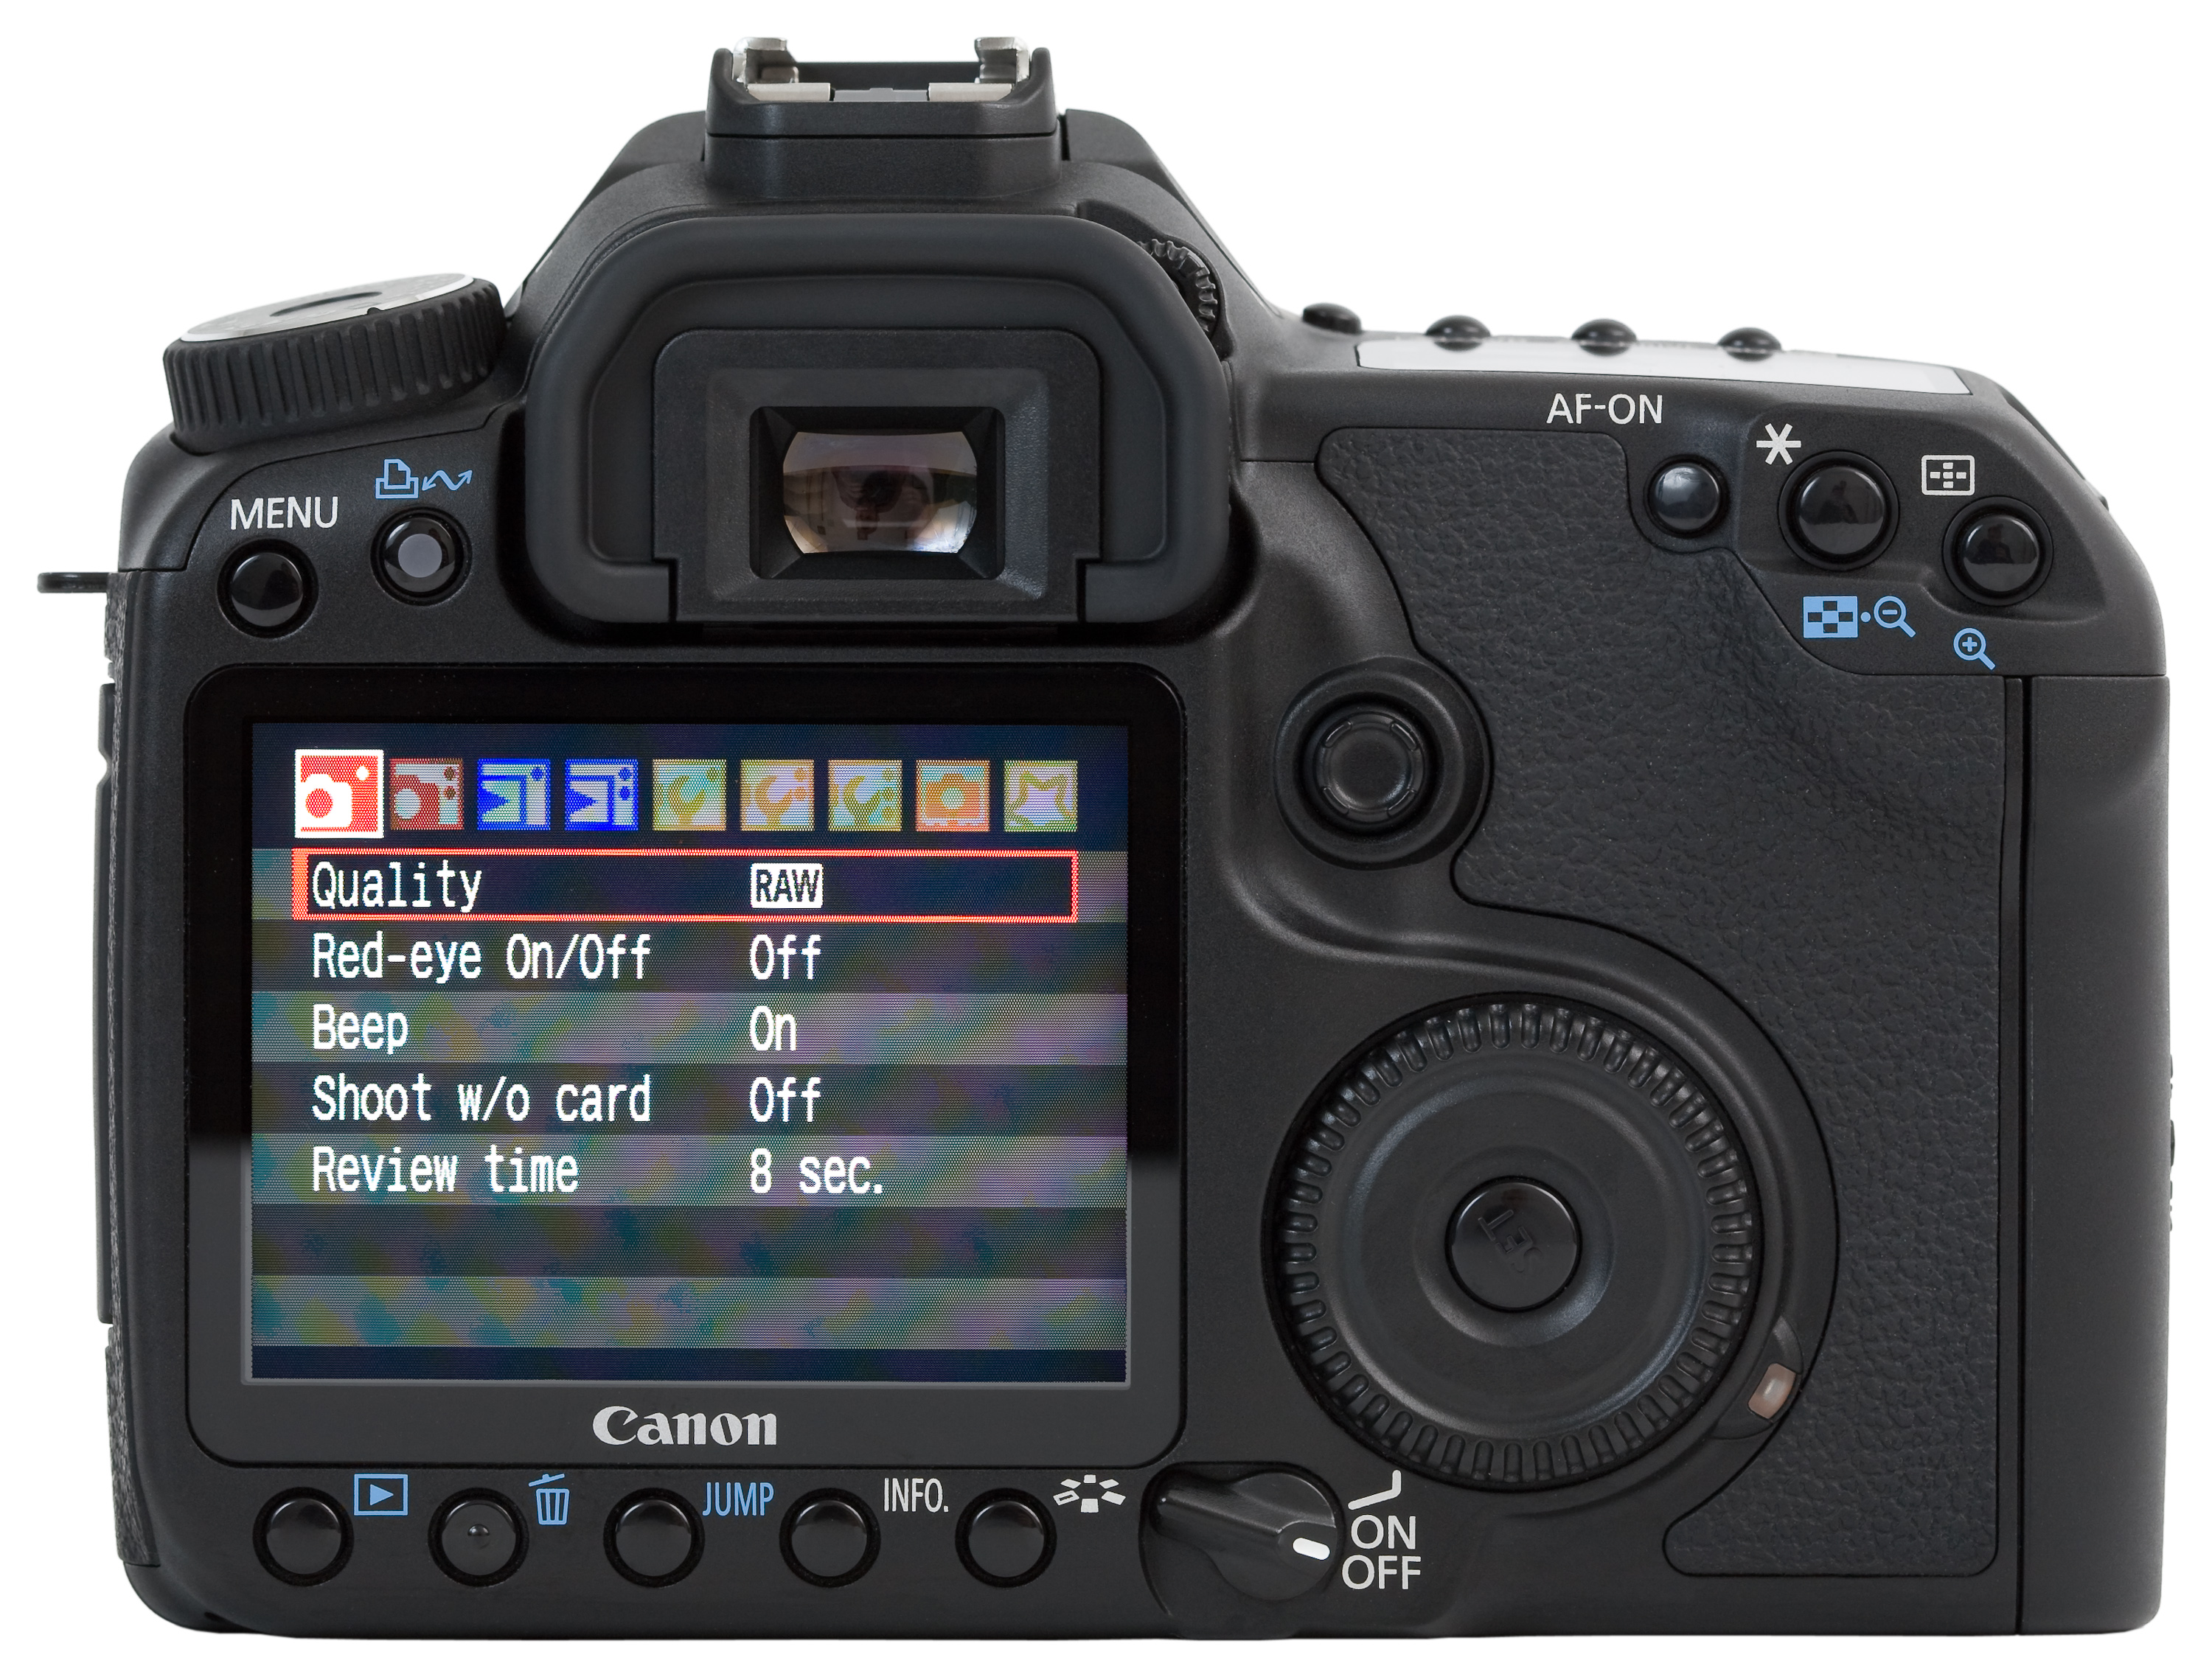 AF-ON
MENU
Quality RAW
Red-eye On/Off Off
Beep On
Shoot w/o card Off
Review time 8 sec.
SET
Canon
JUMP
INFO.
ON
OFF